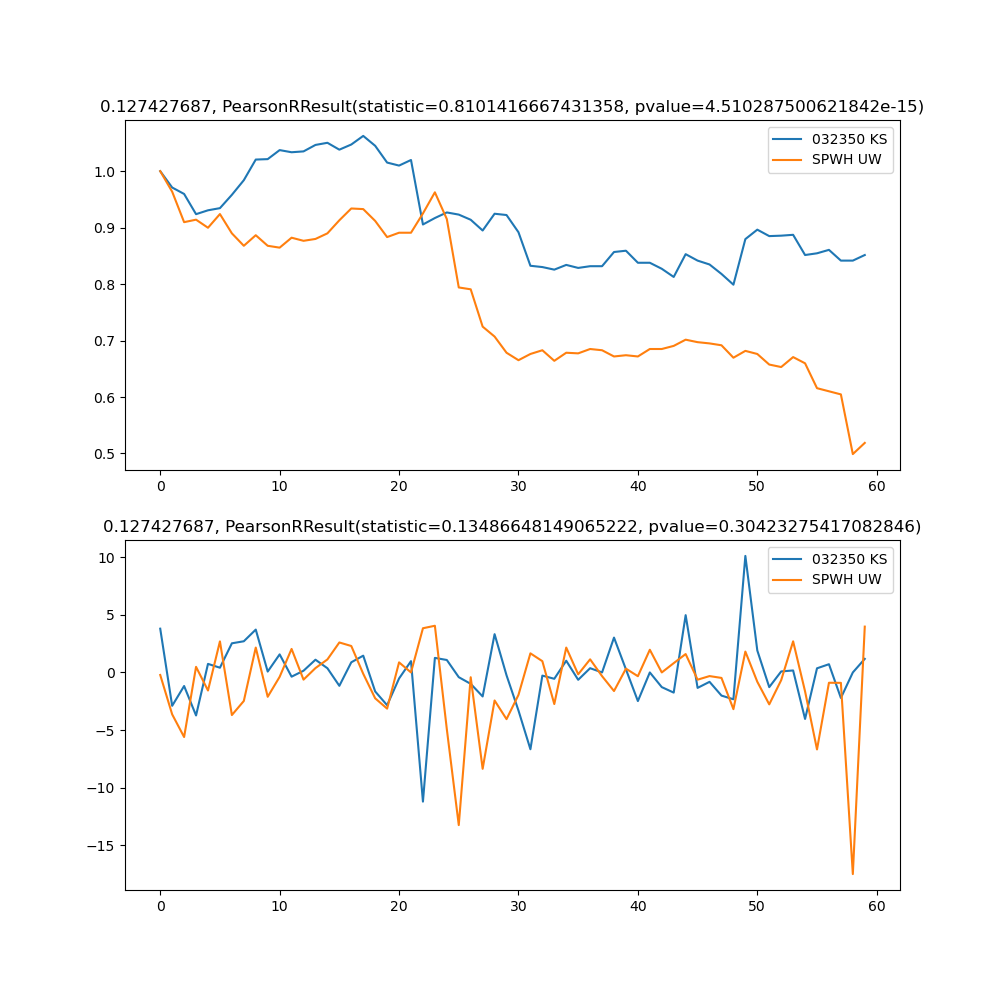 0.127427687, PearsonRResult(statistic=0.8101416667431358, pvalue=4.510287500621842e-15)
032350 KS
SPWH UW
1.0
0.9
0.8
0.7
0.6
0.5
0 10 20 30 40 50 60
0.127427687, PearsonRResult(statistic=0.13486648149065222, pvalue=0.30423275417082846)
032350 KS
SPWH UW
10
5
0
−5
−10
−15
0 10 20 30 40 50 60